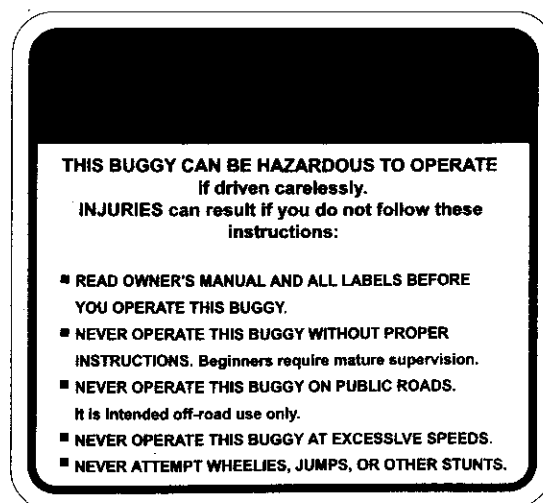 THIS BUGGY CAN BE HAZARDOUS TO OPERATE
if driven carelessly.
INJURIES can result if you do not follow these
instructions:
■ READ OWNER'S MANUAL AND ALL LABELS BEFORE
YOU OPERATE THIS BUGGY.
■ NEVER OPERATE THIS BUGGY WITHOUT PROPER
INSTRUCTIONS. Beginners require mature supervision.
■ NEVER OPERATE THIS BUGGY ON PUBLIC ROADS.
It is Intended off-road use only.
■ NEVER OPERATE THIS BUGGY AT EXCESSLVE SPEEDS.
■ NEVER ATTEMPT WHEELIES, JUMPS, OR OTHER STUNTS.